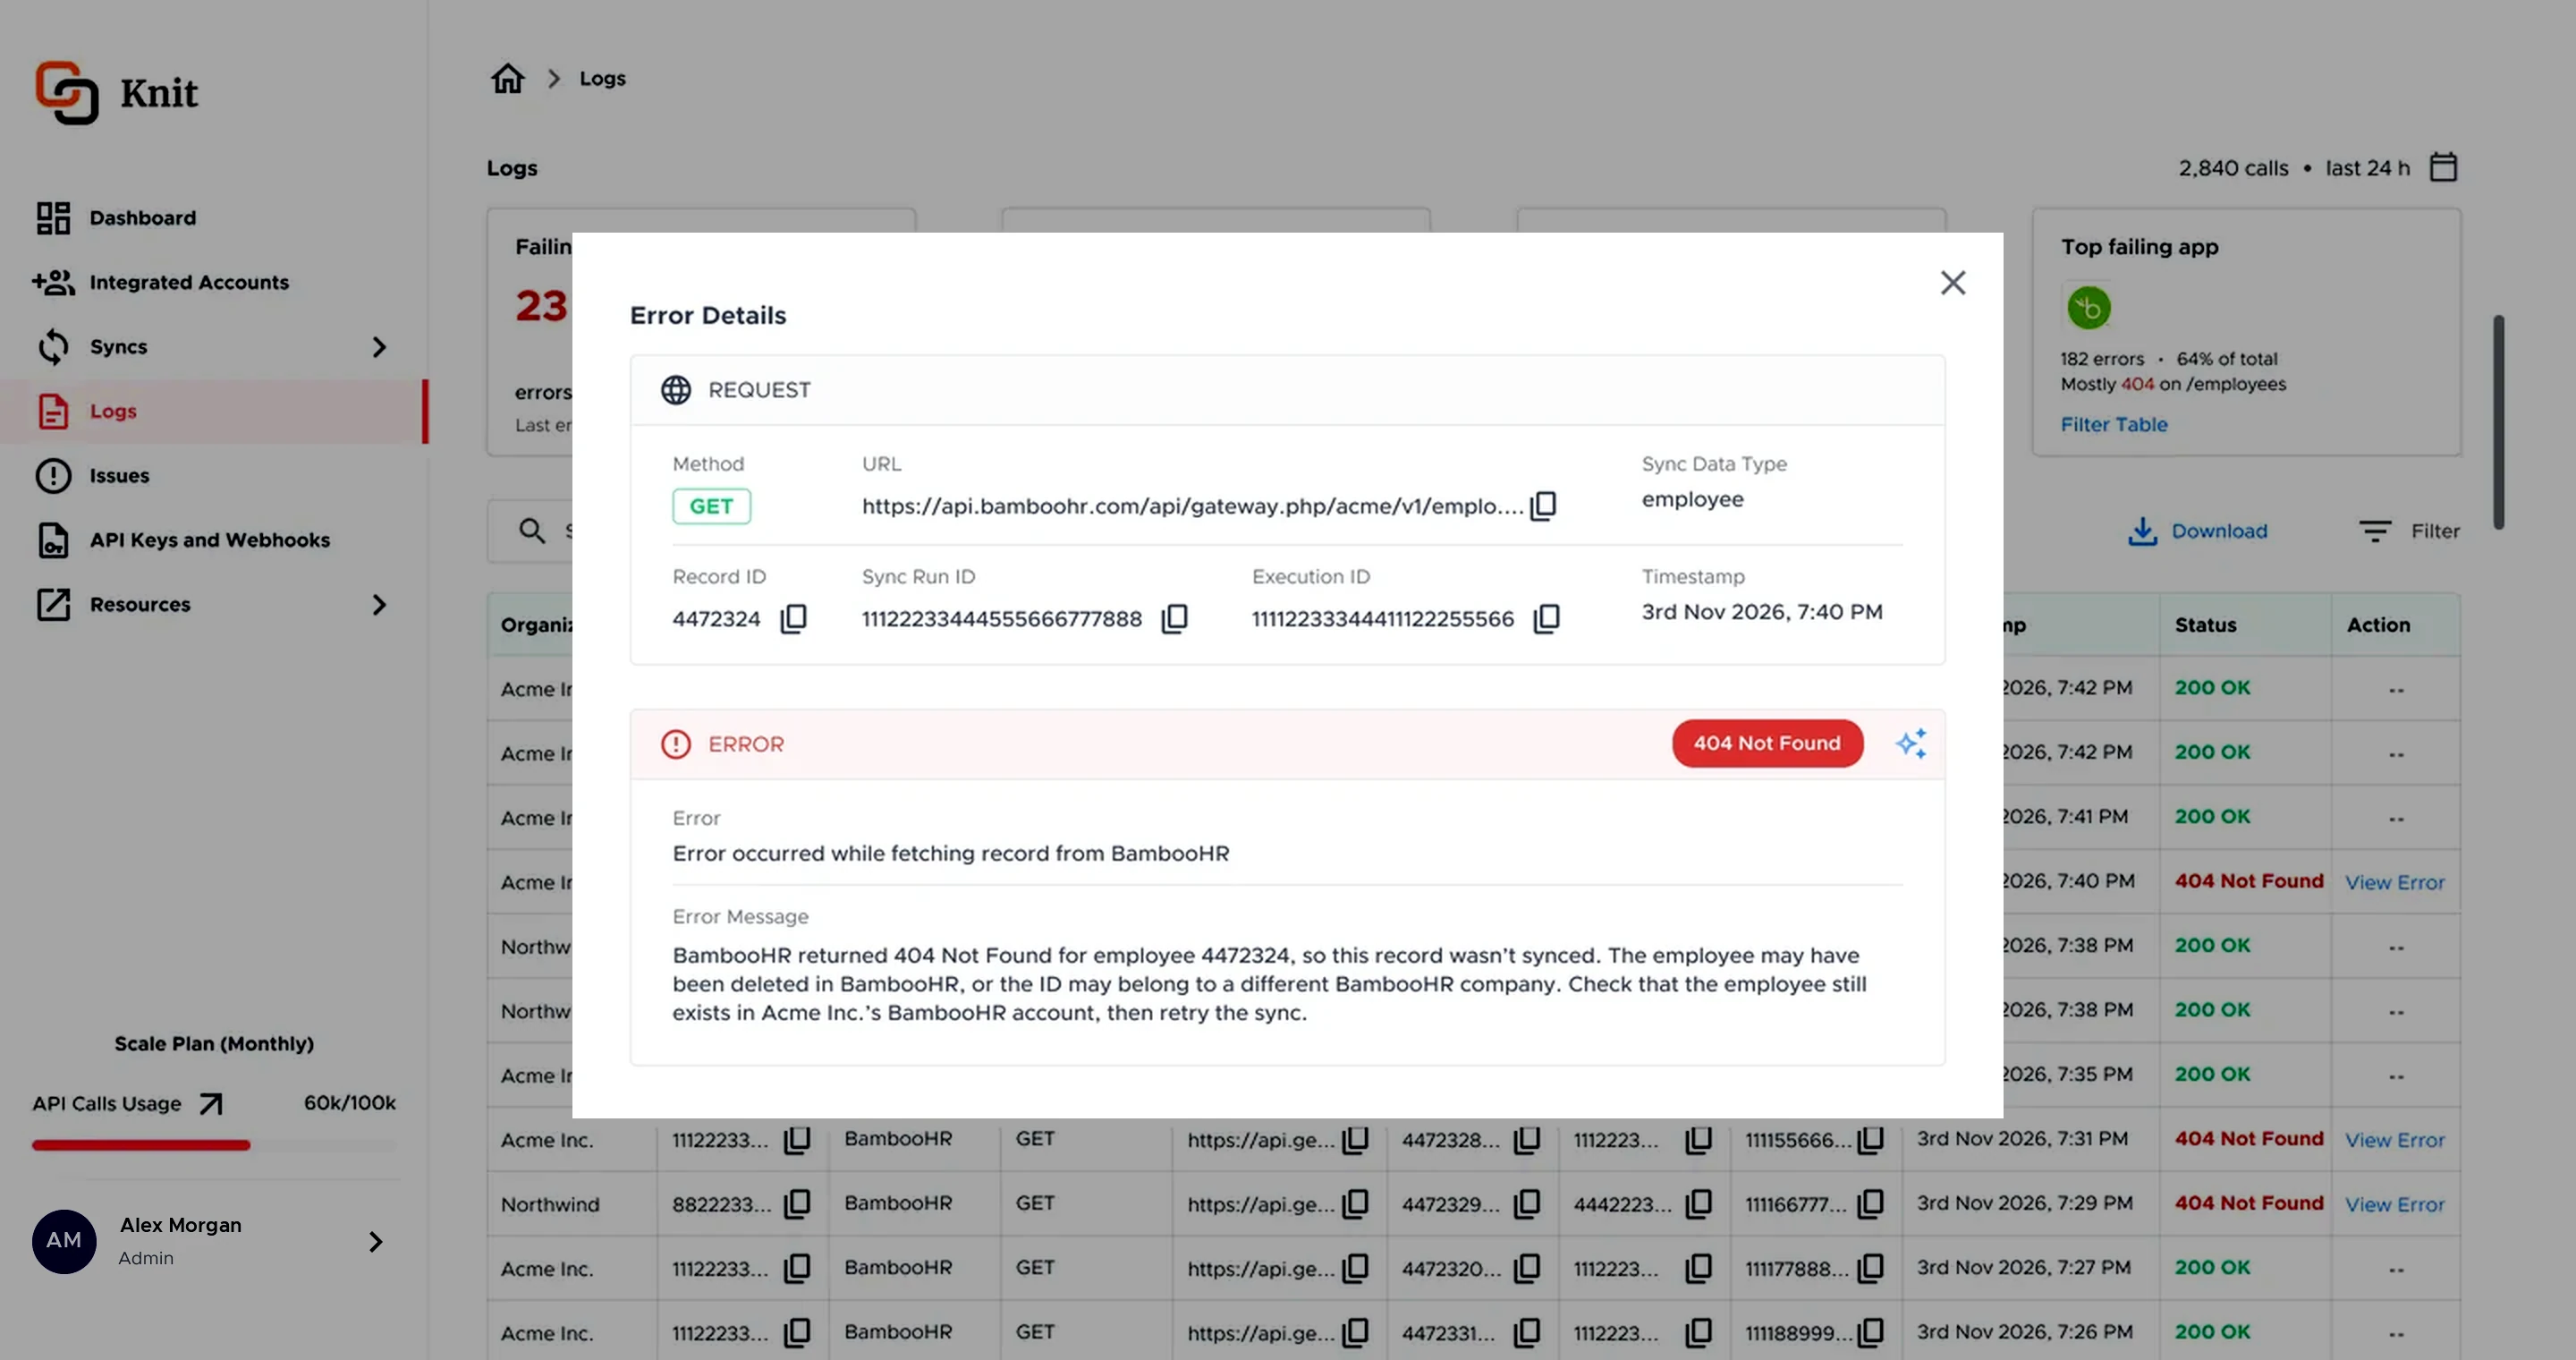 Knit
Dashboard
Integrated Accounts
Syncs
Logs
Issues
API Keys and Webhooks
Resources
Scale Plan (Monthly)
API Calls Usage 60k/100k
AM
Alex Morgan
Admin
Logs
Logs
2,840 calls • last 24 h
23
errors
Top failing app
182 errors • 64% of total
Mostly 404 on /employees
Filter Table
Download
Filter
Error Details
REQUEST
Method
GET
URL
https://api.bamboohr.com/api/gateway.php/acme/v1/emplo....
Sync Data Type
employee
Record ID
4472324
Sync Run ID
11122233444555666777888
Execution ID
11112233344411122255566
Timestamp
3rd Nov 2026, 7:40 PM
ERROR
404 Not Found
Error
Error occurred while fetching record from BambooHR
Error Message
BambooHR returned 404 Not Found for employee 4472324, so this record wasn’t synced. The employee may have
been deleted in BambooHR, or the ID may belong to a different BambooHR company. Check that the employee still
exists in Acme Inc.’s BambooHR account, then retry the sync.
Status Action
Acme 2026, 7:42 PM 200 OK --
Acme 2026, 7:42 PM 200 OK --
Acme 2026, 7:41 PM 200 OK --
Acme 2026, 7:40 PM 404 Not Found View Error
2026, 7:38 PM 200 OK --
2026, 7:38 PM 200 OK --
Acme 2026, 7:35 PM 200 OK --
Acme Inc. 11122233... BambooHR GET https://api.ge... 4472328... 1112223... 111155666... 3rd Nov 2026, 7:31 PM 404 Not Found View Error
Northwind 8822233... BambooHR GET https://api.ge... 4472329... 4442223... 111166777... 3rd Nov 2026, 7:29 PM 404 Not Found View Error
Acme Inc. 11122233... BambooHR GET https://api.ge... 4472320... 1112223... 111177888... 3rd Nov 2026, 7:27 PM 200 OK --
Acme Inc. 11122233... BambooHR GET https://api.ge... 4472331... 1112223... 111188999... 3rd Nov 2026, 7:26 PM 200 OK --